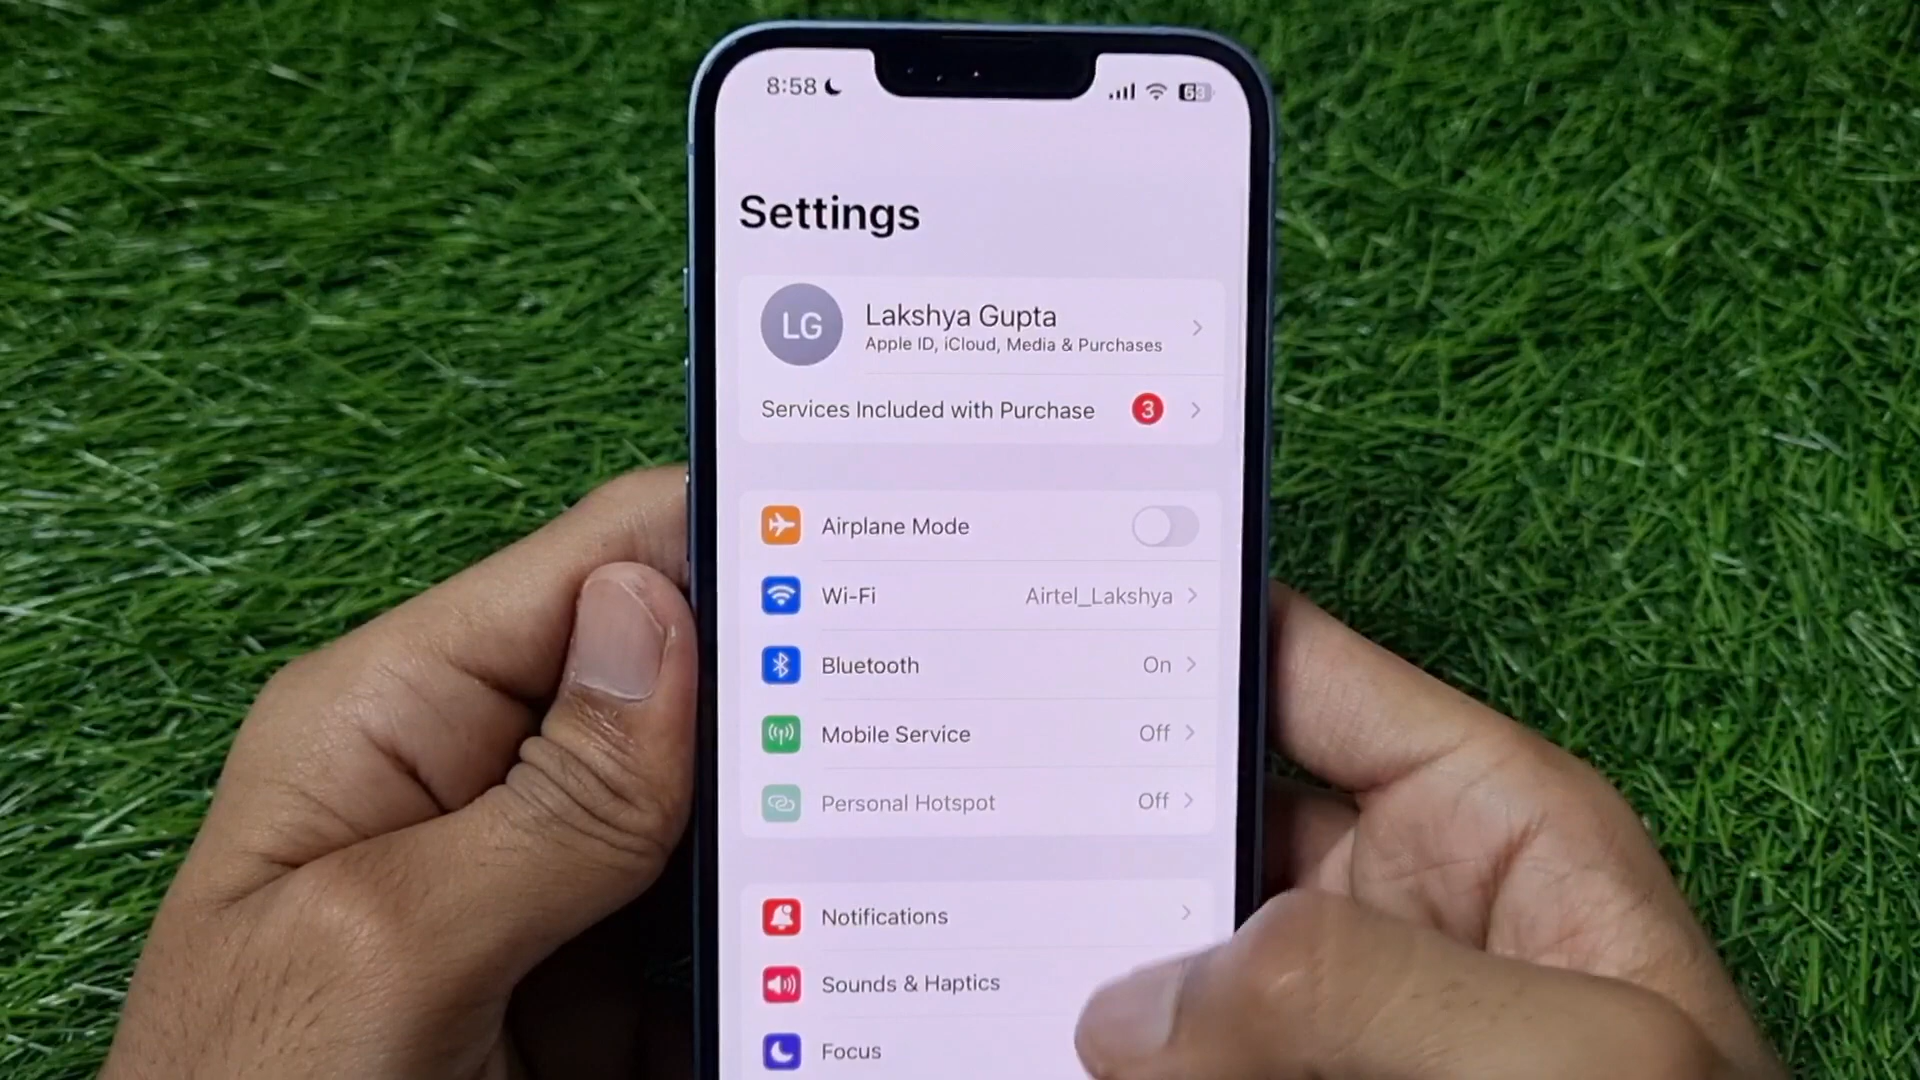 8:58
63
Settings
LG
Lakshya Gupta
Apple ID, iCloud, Media & Purchases
Services Included with Purchase 3
Airplane Mode
Wi-Fi Airtel_Lakshya
Bluetooth On
Mobile Service Off
Personal Hotspot Off
Notifications
Sounds & Haptics
Focus